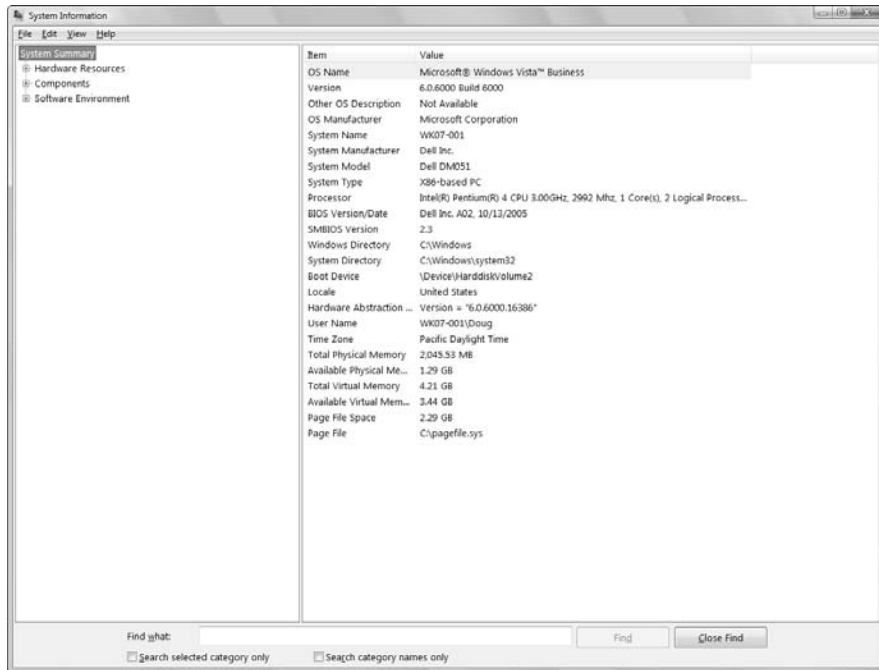 System Information
File Edit View Help
System Summary
Hardware Resources
Components
Software Environment
Item Value
OS Name Microsoft® Windows Vista™ Business
Version 6.0.6000 Build 6000
Other OS Description Not Available
OS Manufacturer Microsoft Corporation
System Name WK07-001
System Manufacturer Dell Inc.
System Model Dell DM051
System Type X86-based PC
Processor Intel(R) Pentium(R) 4 CPU 3.00GHz, 2992 Mhz, 1 Core(s), 2 Logical Process...
BIOS Version/Date Dell Inc. A02, 10/13/2005
SMBIOS Version 2.3
Windows Directory C:\Windows
System Directory C:\Windows\system32
Boot Device \Device\HarddiskVolume2
Locale United States
Hardware Abstraction ... Version = "6.0.6000.16386"
User Name WK07-001\Doug
Time Zone Pacific Daylight Time
Total Physical Memory 2,045.53 MB
Available Physical Me... 1.29 GB
Total Virtual Memory 4.21 GB
Available Virtual Mem... 3.44 GB
Page File Space 2.29 GB
Page File C:\pagefile.sys
Find what: Find Close Find
Search selected category only Search category names only